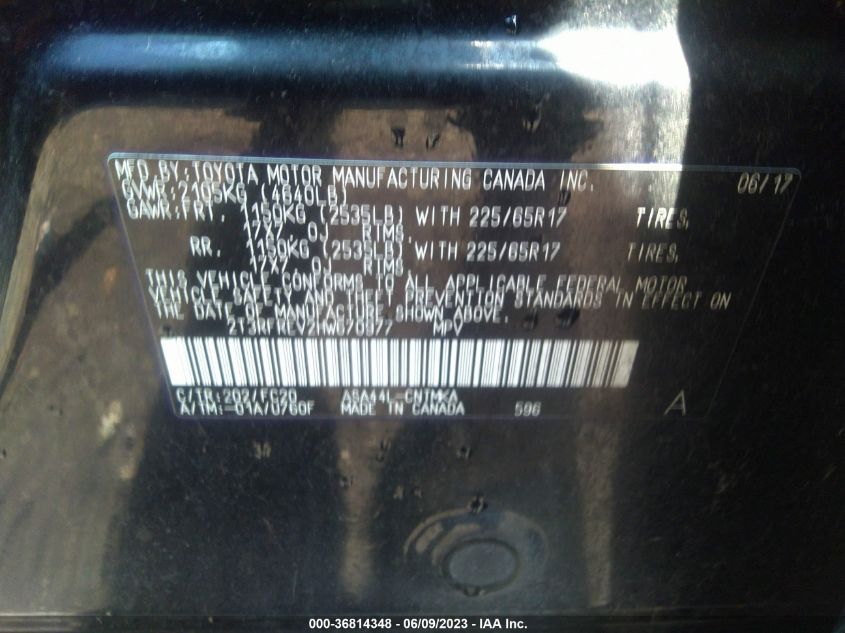 MFD.BY:TOYOTA MOTOR MANUFACTURING CANADA INC. 06/17
GVWR:2105KG (4640LB)
GAWR:FRT. 1150KG (2535LB) WITH 225/65R17 TIRES,
17X7.0J RIMS,
RR. 1150KG (2535LB) WITH 225/65R17 TIRES,
17X7.0J RIMS,
THIS VEHICLE CONFORMS TO ALL APPLICABLE FEDERAL MOTOR
VEHICLE SAFETY AND THEFT PREVENTION STANDARDS IN EFFECT ON
THE DATE OF MANUFACTURE SHOWN ABOVE.
2T3RFREV2HW670977 MPV
C/TR:202/FC20 ASA44L-CNTMKA
A/TM:-01A/U760F MADE IN CANADA 596 A
000-36814348 - 06/09/2023 - IAA Inc.